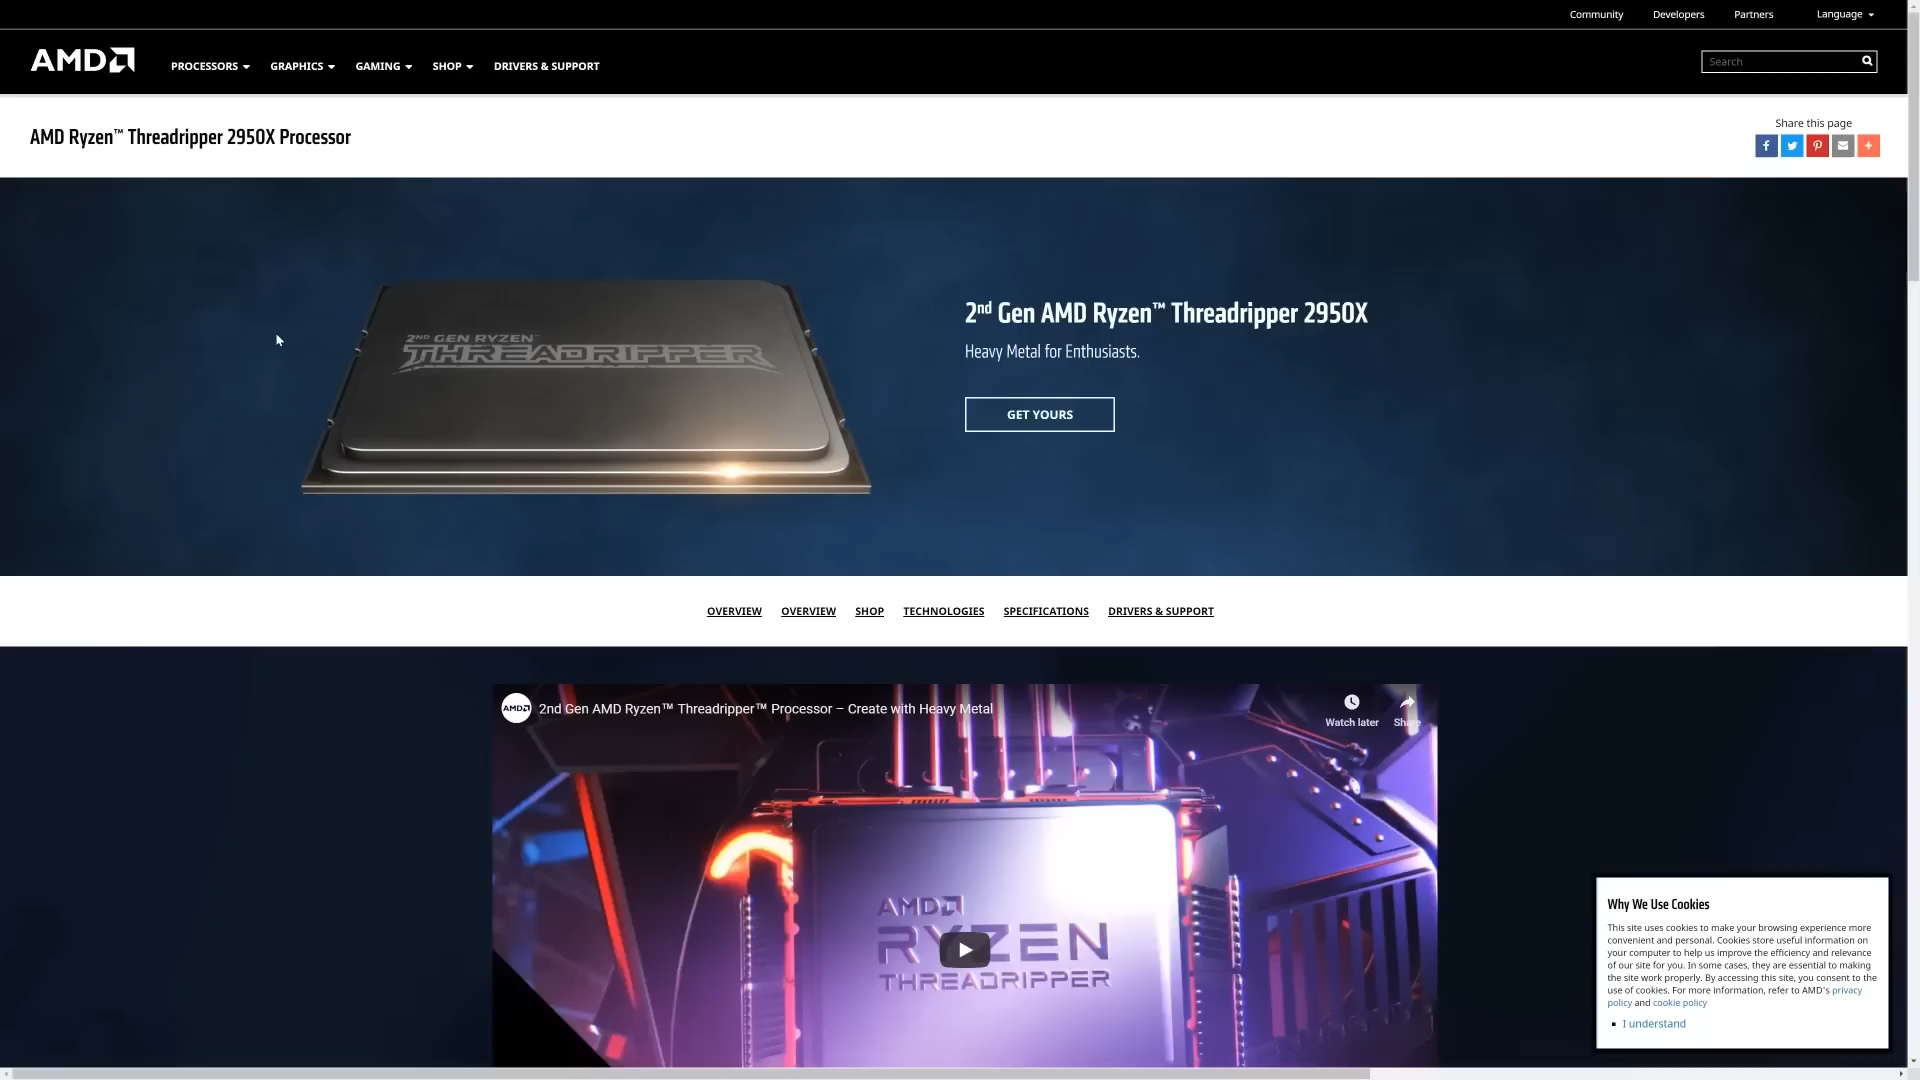 Community Developers Partners Language
AMD PROCESSORS GRAPHICS GAMING SHOP DRIVERS & SUPPORT Search
AMD Ryzen™ Threadripper 2950X Processor
Share this page
2ND GEN RYZEN™
THREADRIPPER
2nd Gen AMD Ryzen™ Threadripper 2950X
Heavy Metal for Enthusiasts.
GET YOURS
OVERVIEW OVERVIEW SHOP TECHNOLOGIES SPECIFICATIONS DRIVERS & SUPPORT
AMD 2nd Gen AMD Ryzen™ Threadripper™ Processor – Create with Heavy Metal
Watch later Share
AMD
RYZEN
THREADRIPPER
Why We Use Cookies
This site uses cookies to make your browsing experience more
convenient and personal. Cookies store useful information on
your computer to help us improve the efficiency and relevance
of our site for you. In some cases, they are essential to making
the site work properly. By accessing this site, you consent to the
use of cookies. For more information, refer to AMD's privacy
policy and cookie policy
I understand